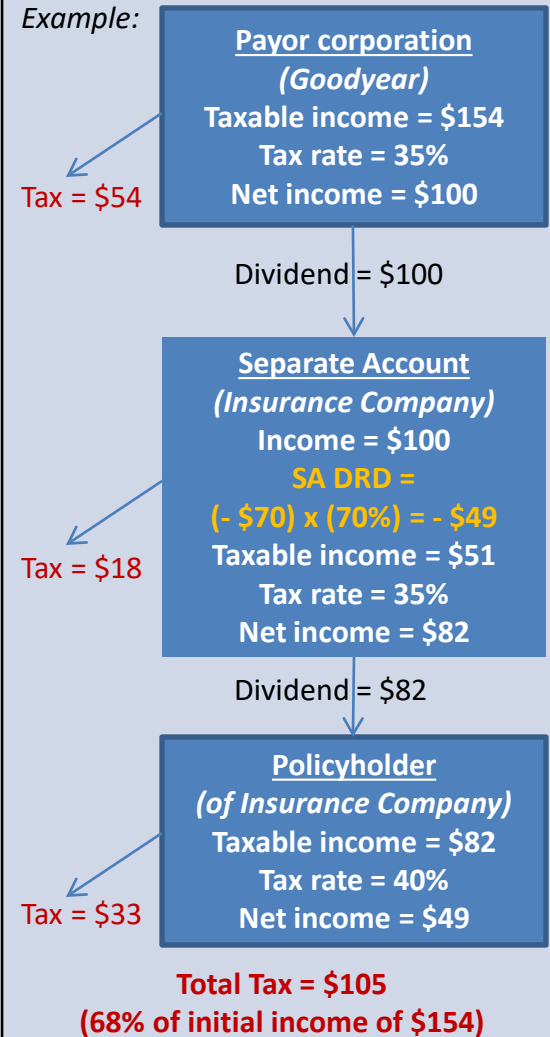 Example:
Payor corporation
(Goodyear)
Taxable income = $154
Tax rate = 35%
Net income = $100
Tax = $54
Dividend = $100
Separate Account
(Insurance Company)
Income = $100
SA DRD =
(- $70) x (70%) = - $49
Taxable income = $51
Tax rate = 35%
Net income = $82
Tax = $18
Dividend = $82
Policyholder
(of Insurance Company)
Taxable income = $82
Tax rate = 40%
Net income = $49
Tax = $33
Total Tax = $105
(68% of initial income of $154)